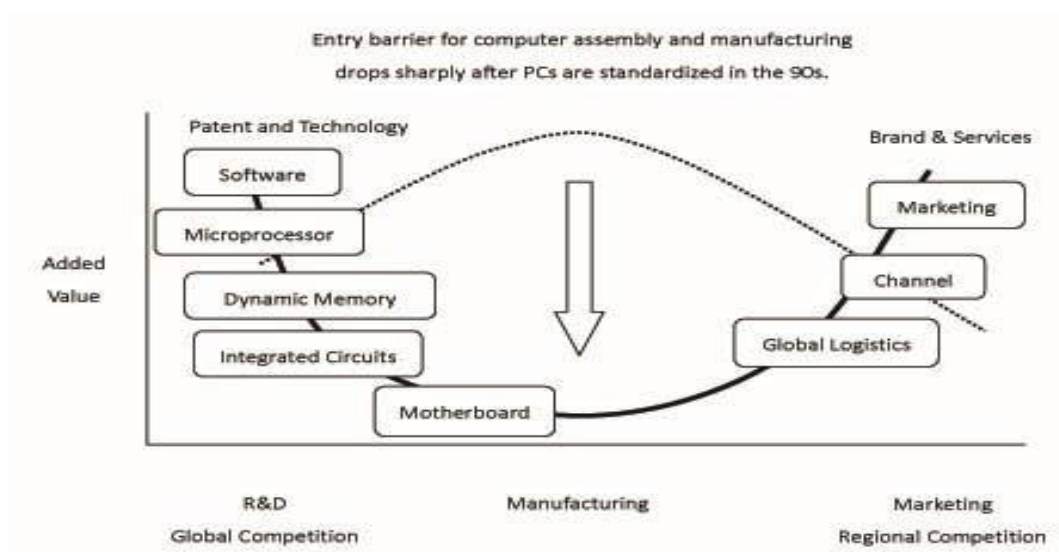 Entry barrier for computer assembly and manufacturing
drops sharply after PCs are standardized in the 90s.
Patent and Technology
Brand & Services
Software
Marketing
Microprocessor
Added
Value
Channel
Dynamic Memory
Global Logistics
Integrated Circuits
Motherboard
R&D
Global Competition
Manufacturing
Marketing
Regional Competition